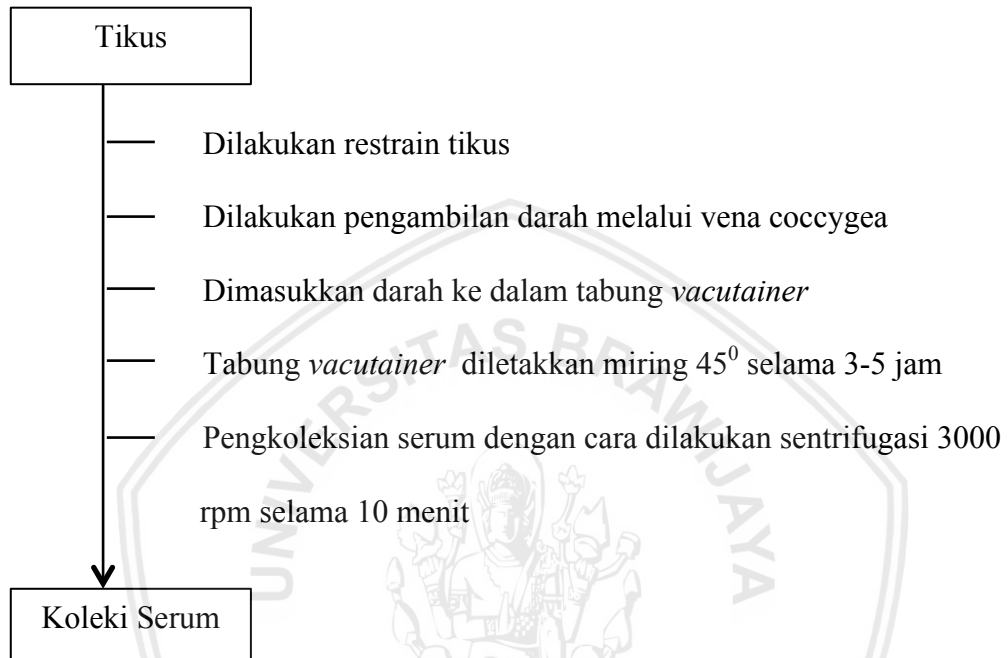 Tikus
Dilakukan restrain tikus
Dilakukan pengambilan darah melalui vena coccygea
Dimasukkan darah ke dalam tabung vacutainer
Tabung vacutainer diletakkan miring 45⁰ selama 3-5 jam
Pengkoleksian serum dengan cara dilakukan sentrifugasi 3000
rpm selama 10 menit
Koleki Serum
UNIVERSITAS BRAWIJAYA